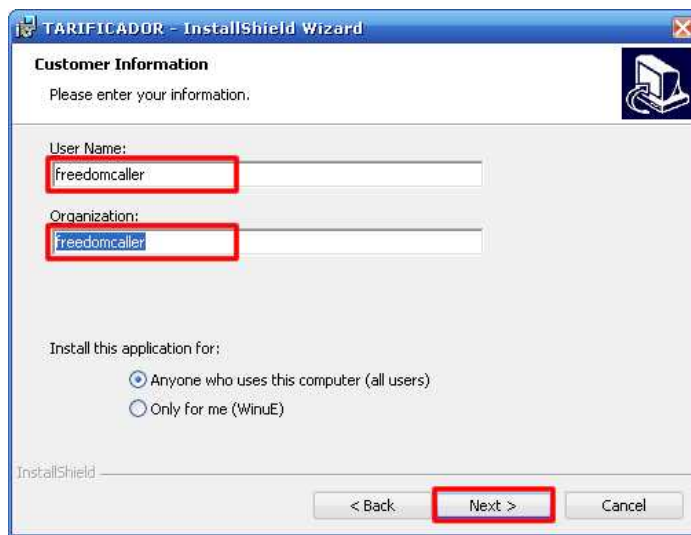 TARIFICADOR - InstallShield Wizard
Customer Information
Please enter your information.
User Name:
freedomcaller
Organization:
freedomcaller
Install this application for:
Anyone who uses this computer (all users)
Only for me (WinuE)
InstallShield
< Back Next > Cancel